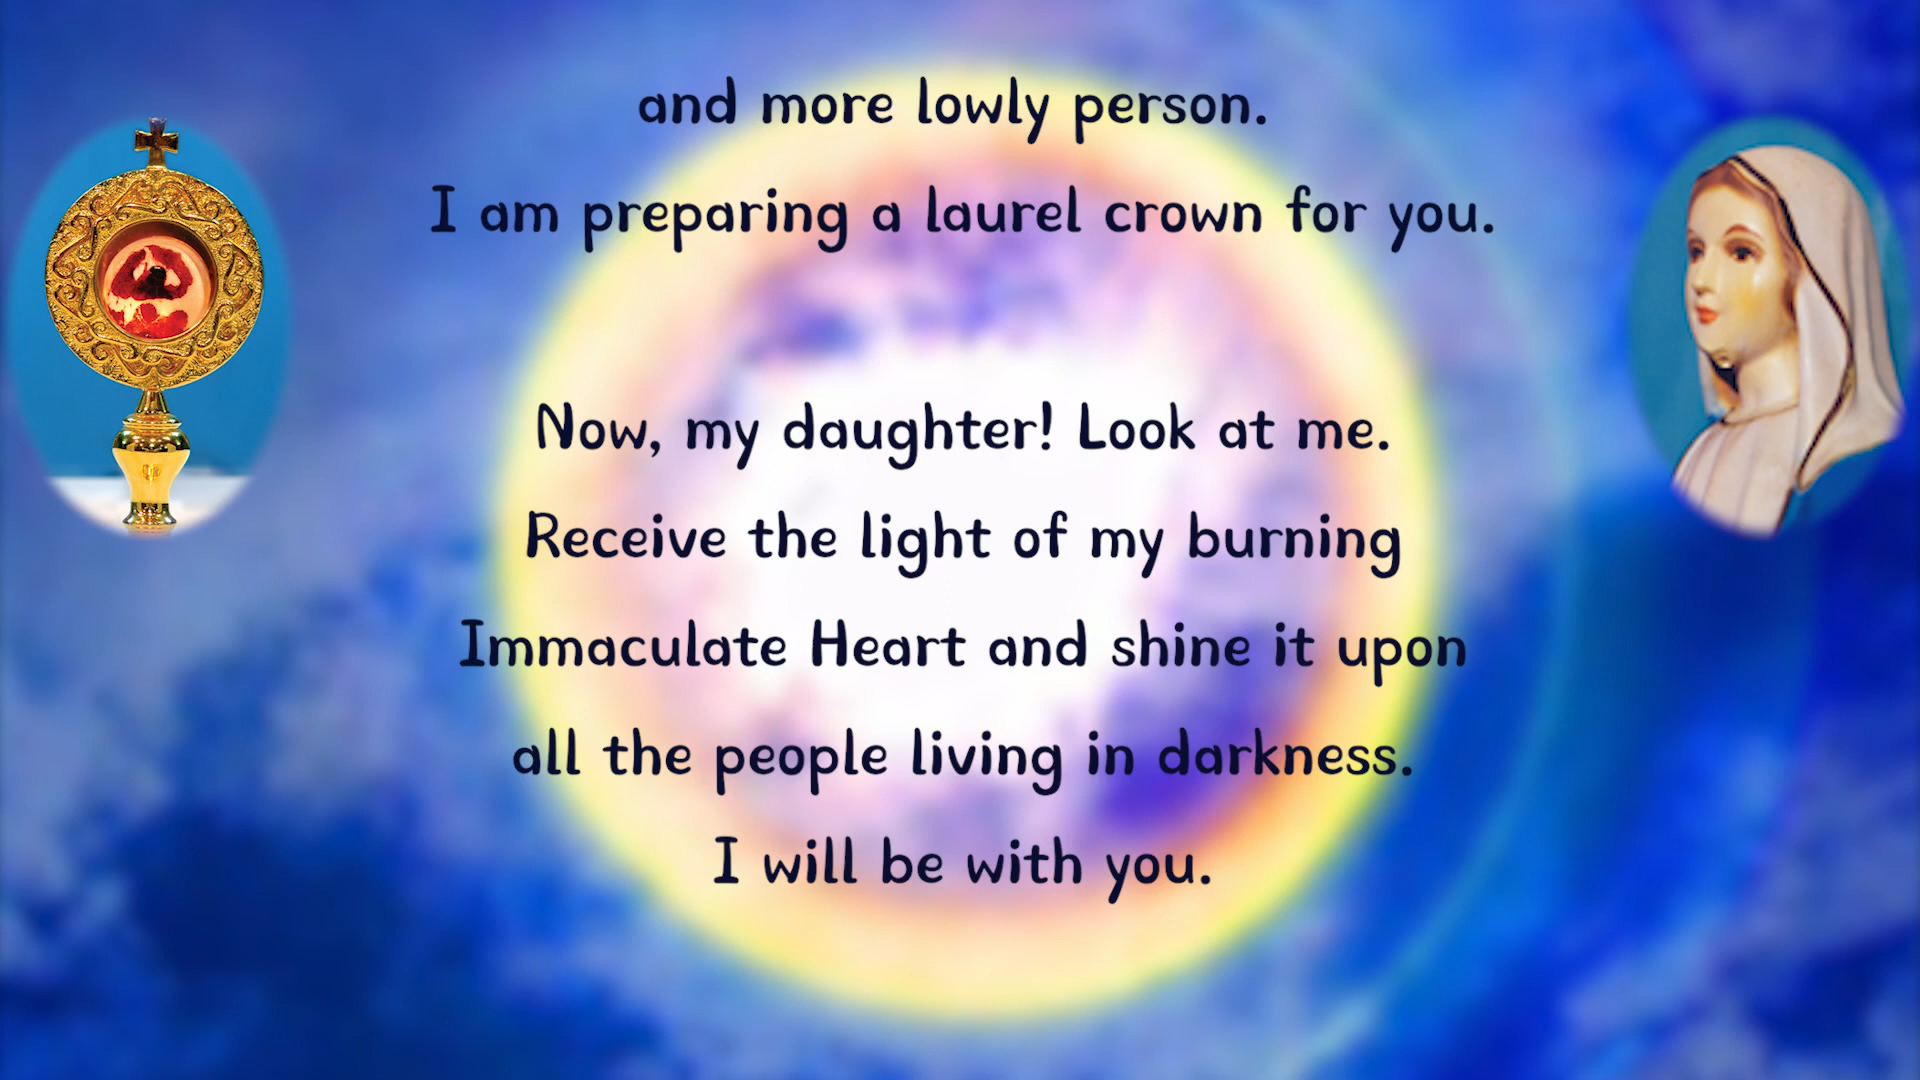 and more lowly person.
I am preparing a laurel crown for you.
Now, my daughter! Look at me.
Receive the light of my burning
Immaculate Heart and shine it upon
all the people living in darkness.
I will be with you.